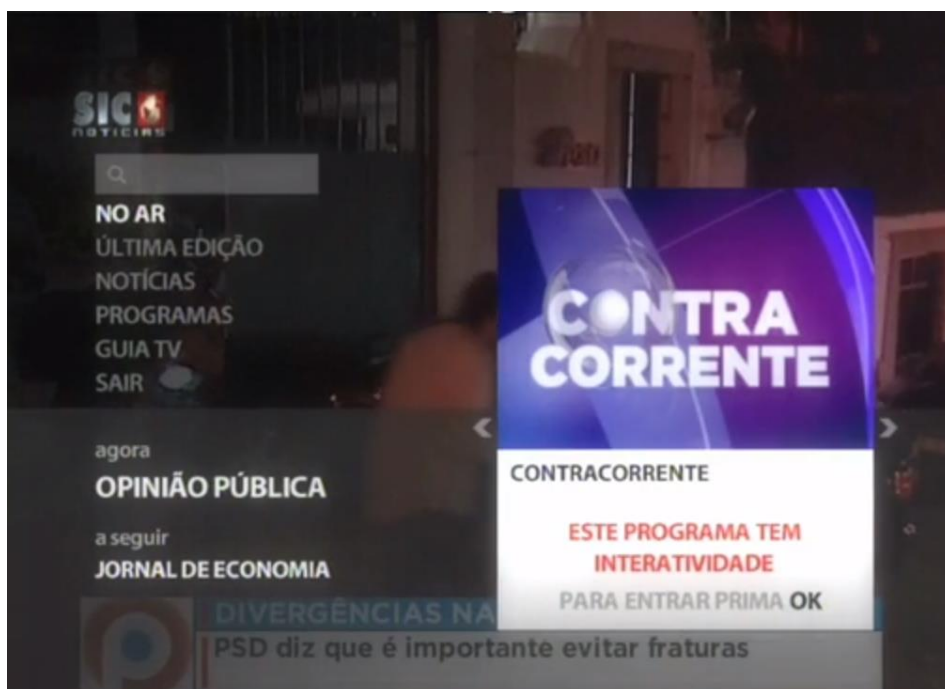 SIC
NOTÍCIAS
NO AR
ÚLTIMA EDIÇÃO
NOTÍCIAS
PROGRAMAS
GUIA TV
SAIR
agora
OPINIÃO PÚBLICA
a seguir
JORNAL DE ECONOMIA
CONTRA
CORRENTE
CONTRACORRENTE
ESTE PROGRAMA TEM
INTERATIVIDADE
PARA ENTRAR PRIMA OK
DIVERGÊNCIAS NA
PSD diz que é importante evitar fraturas